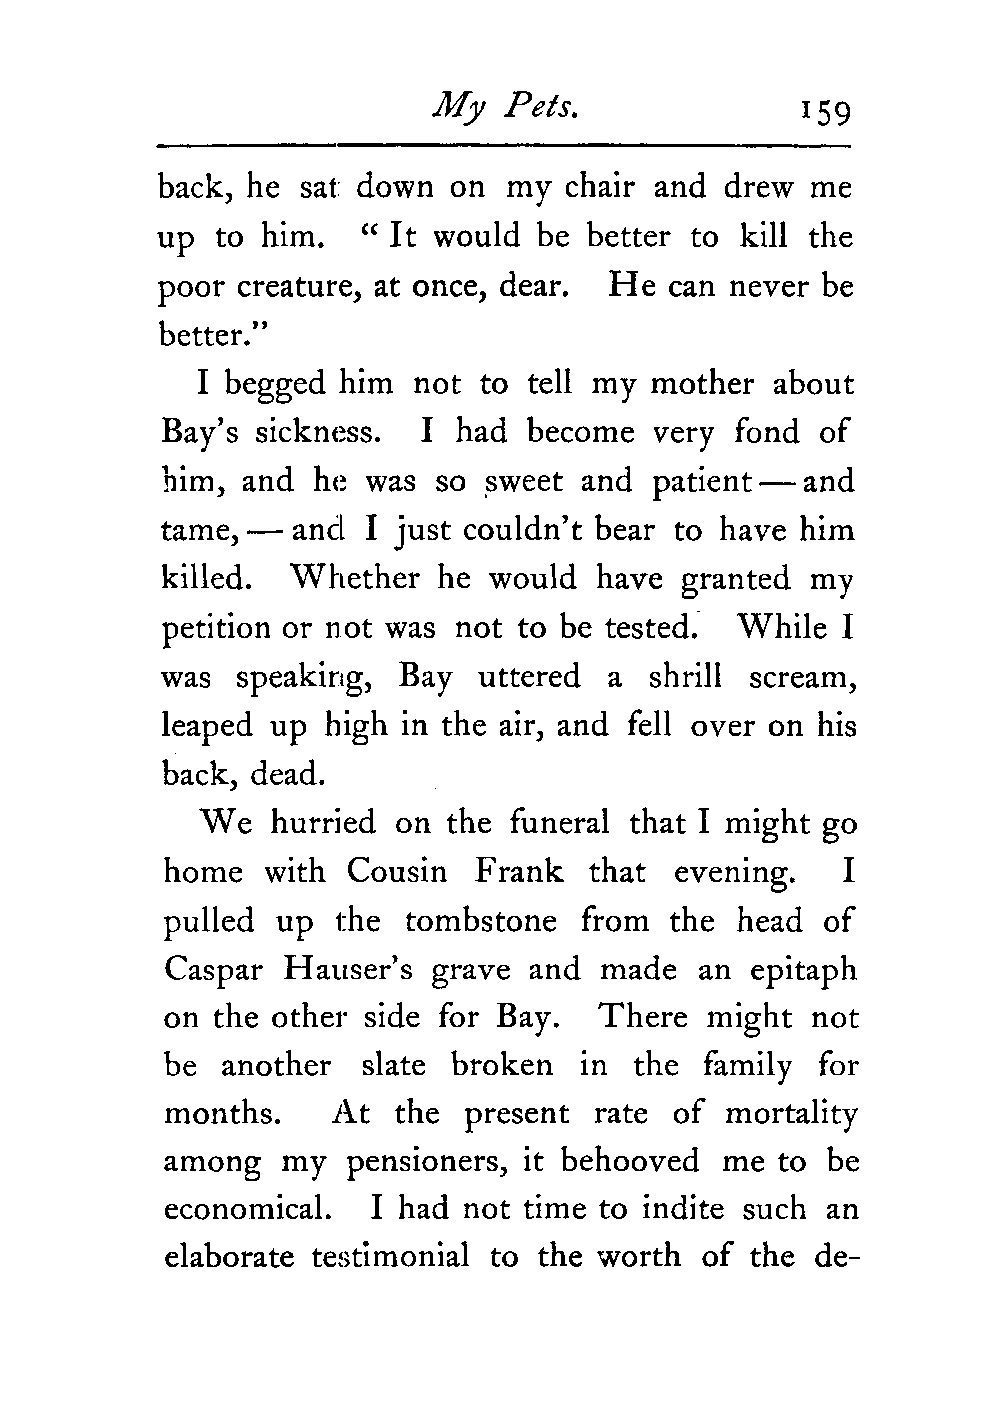 My Pets. 159
back, he sat down on my chair and drew me
up to him. “ It would be better to kill the
poor creature, at once, dear. He can never be
better.”
I begged him not to tell my mother about
Bay’s sickness. I had become very fond of
him, and he was so sweet and patient — and
tame, — and I just couldn’t bear to have him
killed. Whether he would have granted my
petition or not was not to be tested. While I
was speaking, Bay uttered a shrill scream,
leaped up high in the air, and fell over on his
back, dead.
We hurried on the funeral that I might go
home with Cousin Frank that evening. I
pulled up the tombstone from the head of
Caspar Hauser’s grave and made an epitaph
on the other side for Bay. There might not
be another slate broken in the family for
months. At the present rate of mortality
among my pensioners, it behooved me to be
economical. I had not time to indite such an
elaborate testimonial to the worth of the de-